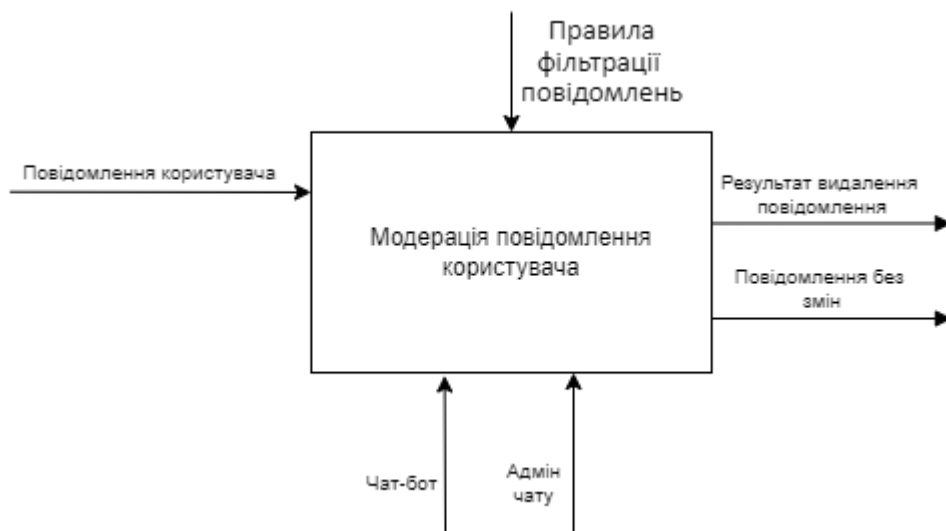 Правила
фільтрації
повідомлень
Повідомлення користувача
Модерація повідомлення
користувача
Результат видалення
повідомлення
Повідомлення без
змін
Чат-бот
Адмін
чату